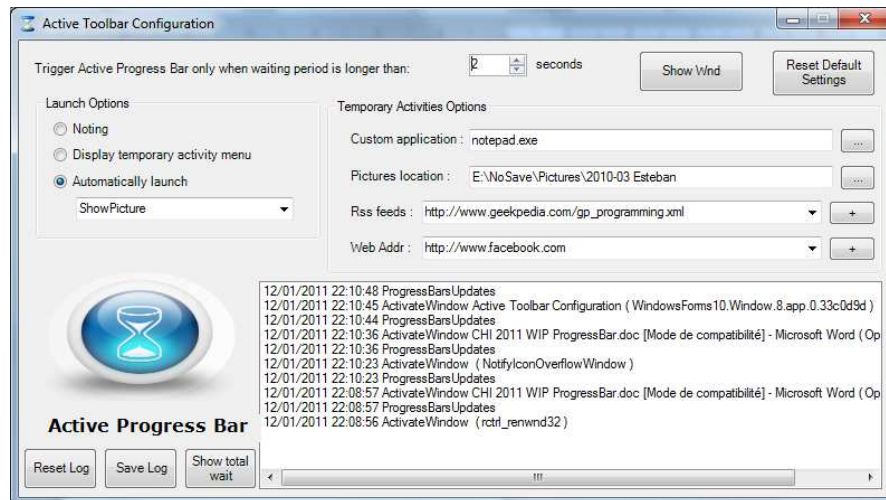 Active Toolbar Configuration
Trigger Active Progress Bar only when waiting period is longer than: 2 seconds
Show Wnd
Reset Default Settings
Launch Options
Noting
Display temporary activity menu
Automatically launch
ShowPicture
Temporary Activities Options
Custom application : notepad.exe ...
Pictures location : E:\NoSave\Pictures\2010-03 Esteban ...
Rss feeds : http://www.geekpedia.com/gp_programming.xml +
Web Addr : http://www.facebook.com +
12/01/2011 22:10:48 ProgressBarsUpdates
12/01/2011 22:10:45 ActivateWindow Active Toolbar Configuration ( WindowsForms10.Window.8.app.0.33c0d9d )
12/01/2011 22:10:44 ProgressBarsUpdates
12/01/2011 22:10:36 ActivateWindow CHI 2011 WIP ProgressBar.doc [Mode de compatibilité] - Microsoft Word ( Op
12/01/2011 22:10:36 ProgressBarsUpdates
12/01/2011 22:10:23 ActivateWindow ( NotifyIconOverflowWindow )
12/01/2011 22:10:23 ProgressBarsUpdates
12/01/2011 22:08:57 ActivateWindow CHI 2011 WIP ProgressBar.doc [Mode de compatibilité] - Microsoft Word ( Op
12/01/2011 22:08:57 ProgressBarsUpdates
12/01/2011 22:08:56 ActivateWindow ( rctrl_renwnd32 )
Active Progress Bar
Reset Log
Save Log
Show total wait